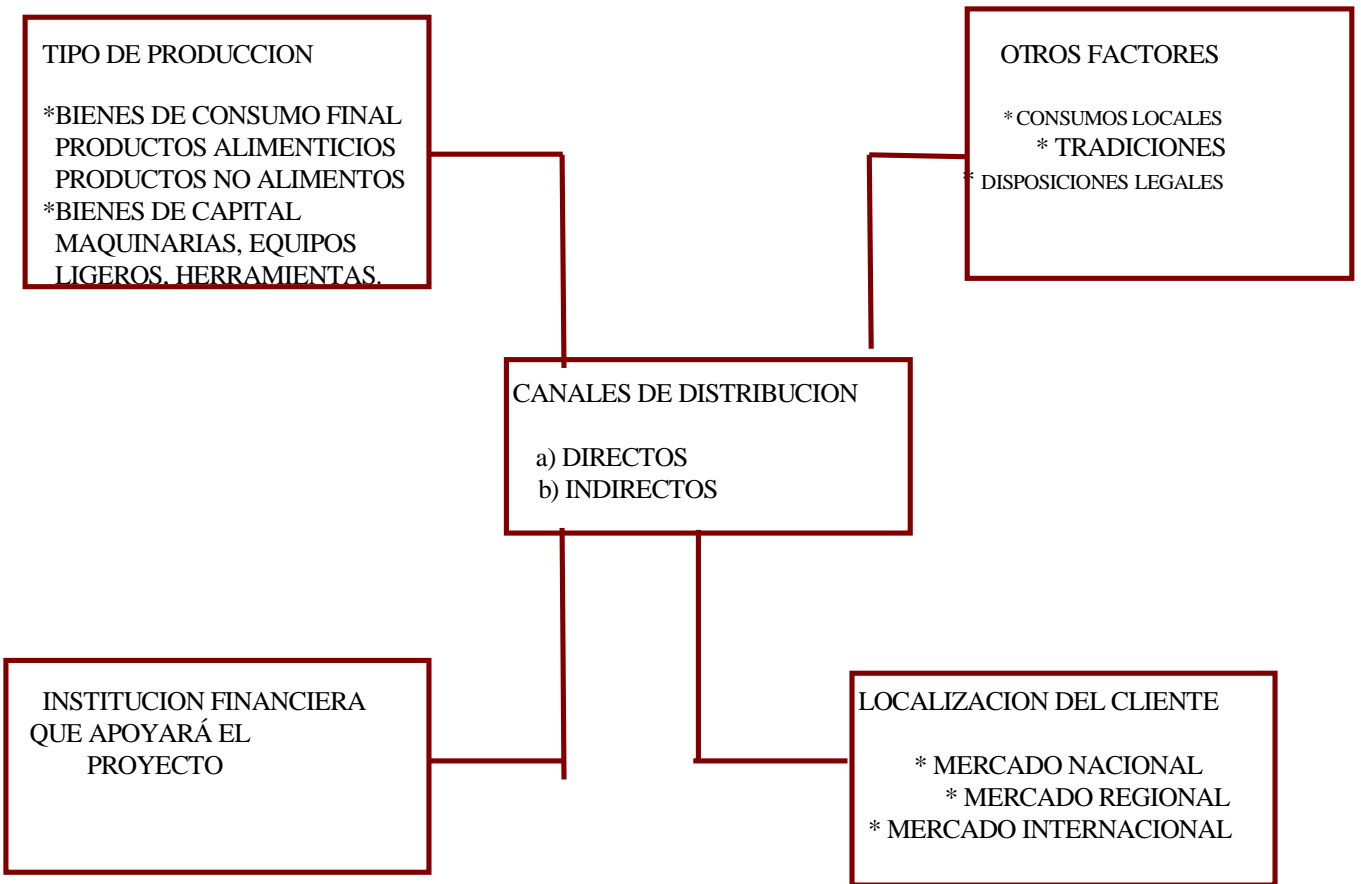 TIPO DE PRODUCCION
*BIENES DE CONSUMO FINAL
PRODUCTOS ALIMENTICIOS
PRODUCTOS NO ALIMENTOS
*BIENES DE CAPITAL
MAQUINARIAS, EQUIPOS
LIGEROS, HERRAMIENTAS.
OTROS FACTORES
* CONSUMOS LOCALES
* TRADICIONES
* DISPOSICIONES LEGALES
CANALES DE DISTRIBUCION
a) DIRECTOS
b) INDIRECTOS
INSTITUCION FINANCIERA
QUE APOYARÁ EL
PROYECTO
LOCALIZACION DEL CLIENTE
* MERCADO NACIONAL
* MERCADO REGIONAL
* MERCADO INTERNACIONAL